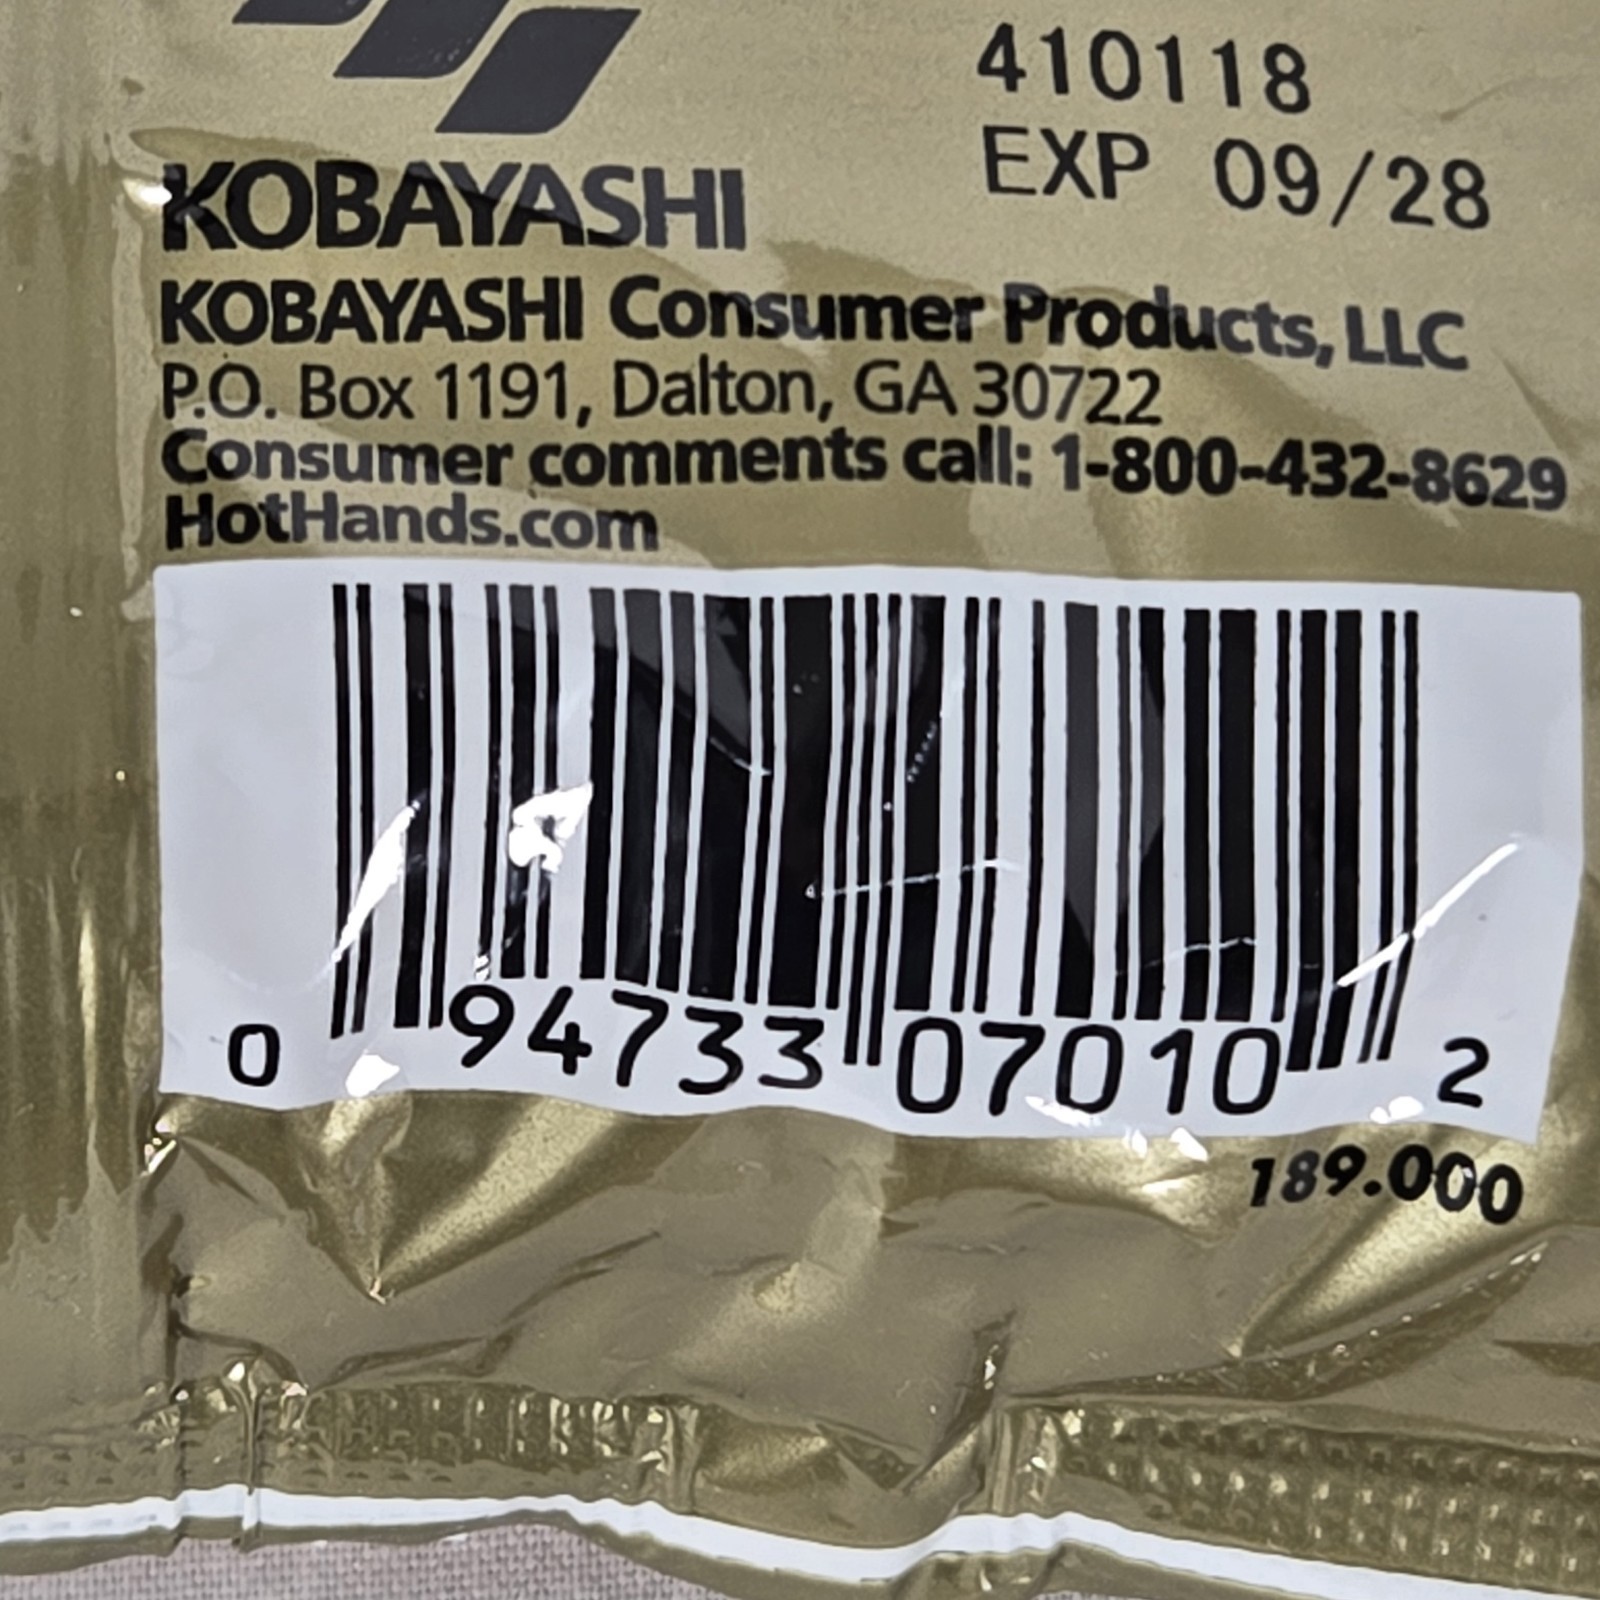 410118
EXP 09/28
KOBAYASHI
KOBAYASHI Consumer Products, LLC
P.O. Box 1191, Dalton, GA 30722
Consumer comments call: 1-800-432-8629
HotHands.com
0 94733 07010 2
189.000